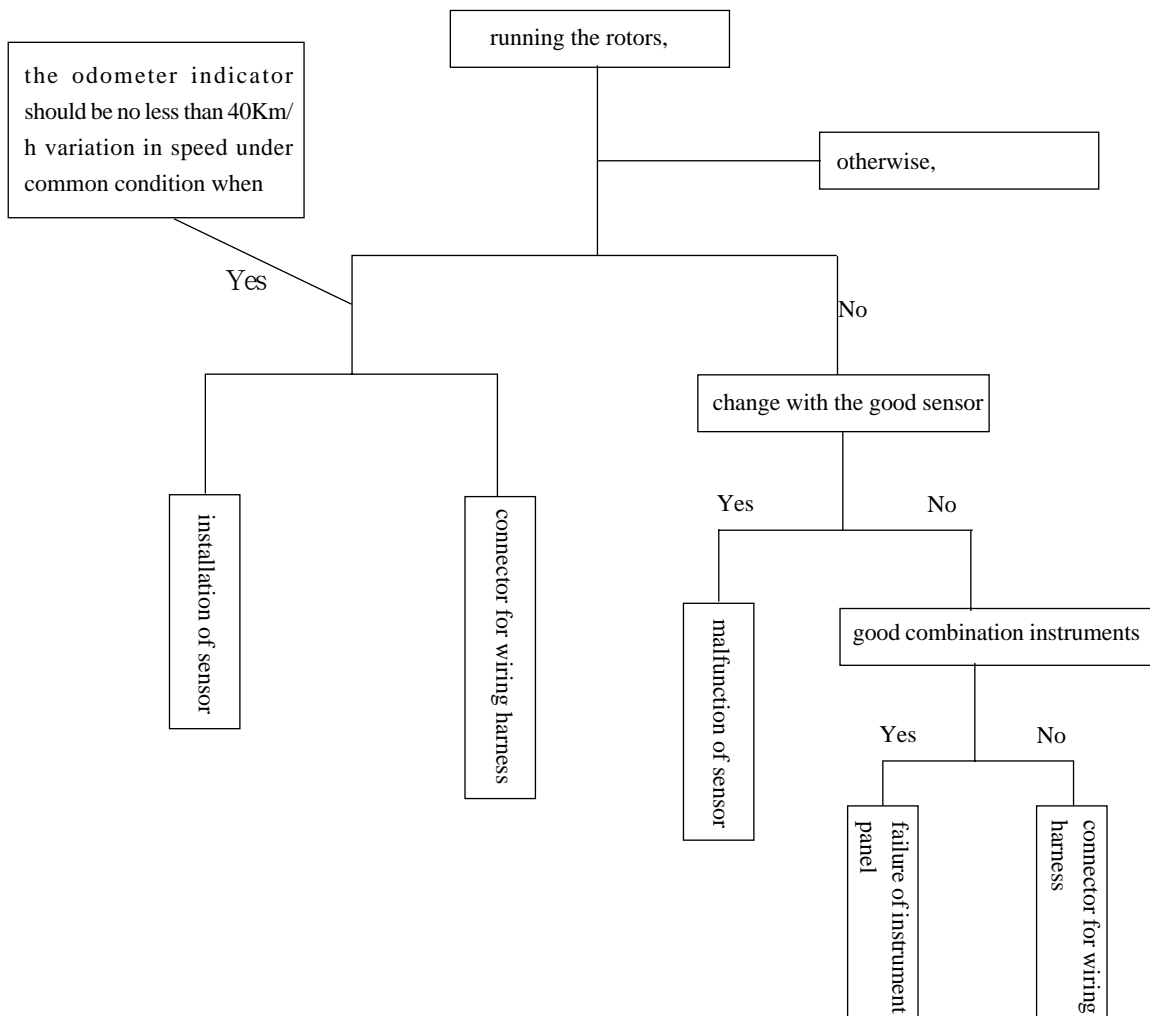 running the rotors,
the odometer indicator
should be no less than 40Km/
h variation in speed under
common condition when
otherwise,
Yes
No
change with the good sensor
installation of sensor
connector for wiring harness
Yes
No
malfunction of sensor
good combination instruments
Yes
No
failure of instrument
panel
connector for wiring
harness